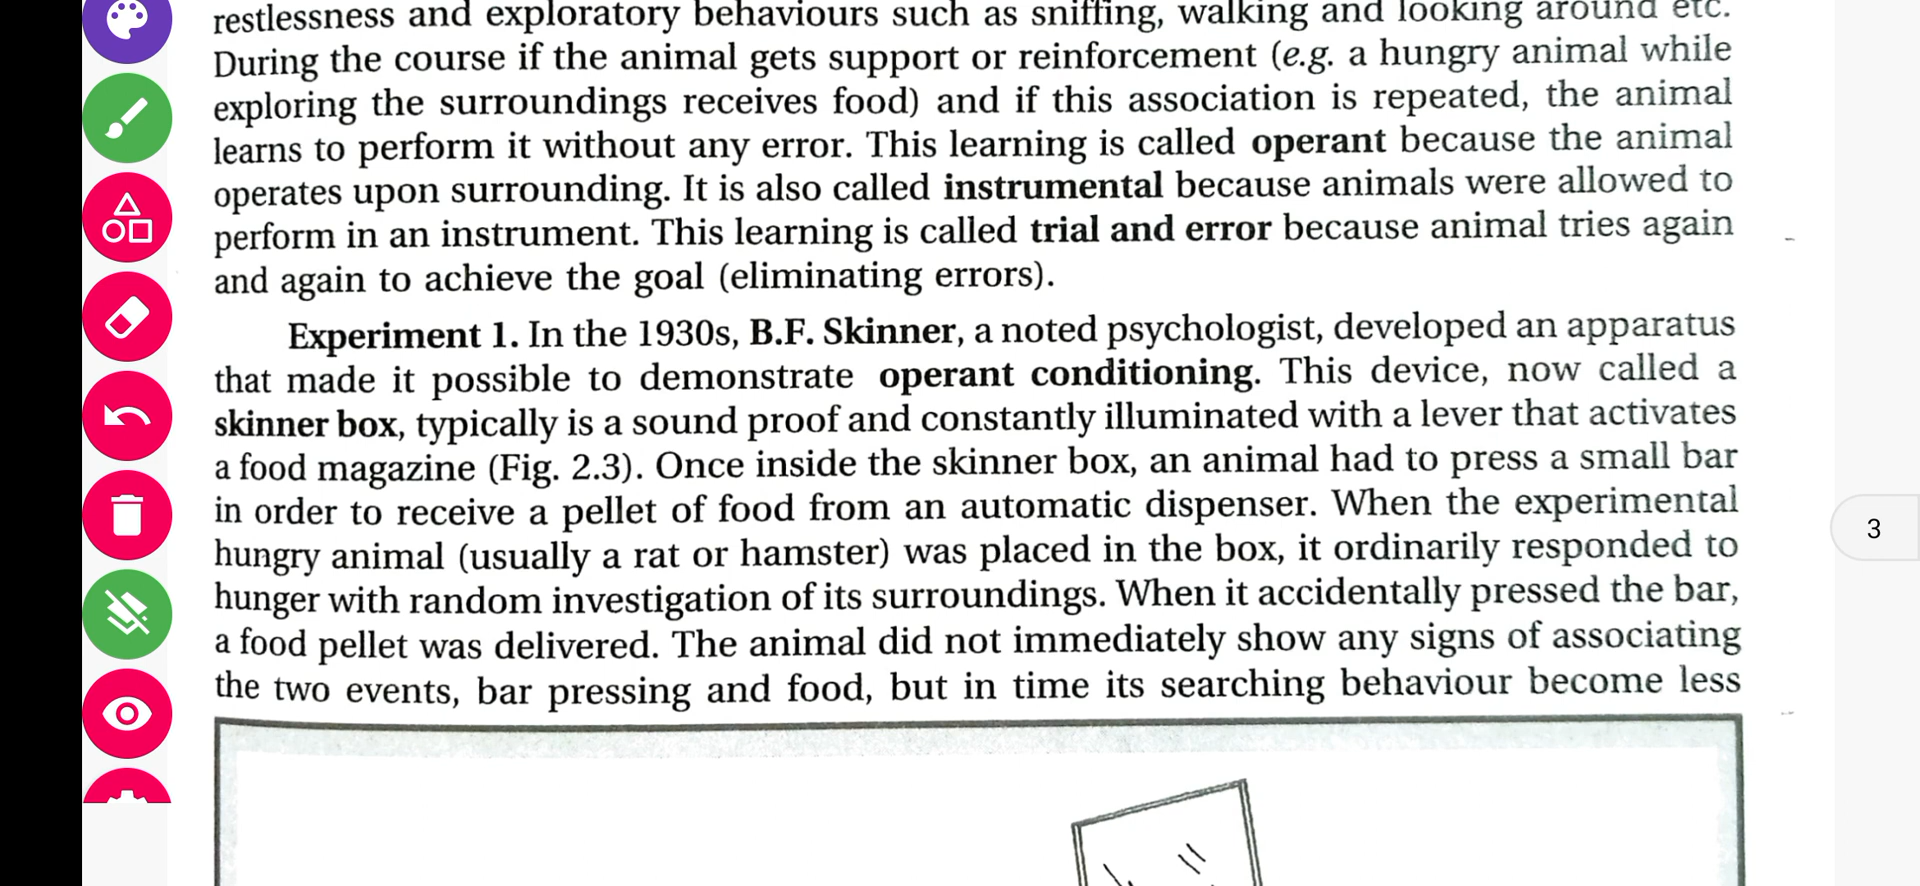 restlessness and exploratory behaviours such as sniffing, walking and looking around etc.
During the course if the animal gets support or reinforcement (e.g. a hungry animal while
exploring the surroundings receives food) and if this association is repeated, the animal
learns to perform it without any error. This learning is called operant because the animal
operates upon surrounding. It is also called instrumental because animals were allowed to
perform in an instrument. This learning is called trial and error because animal tries again
and again to achieve the goal (eliminating errors).
Experiment 1. In the 1930s, B.F. Skinner, a noted psychologist, developed an apparatus
that made it possible to demonstrate operant conditioning. This device, now called a
skinner box, typically is a sound proof and constantly illuminated with a lever that activates
a food magazine (Fig. 2.3). Once inside the skinner box, an animal had to press a small bar
in order to receive a pellet of food from an automatic dispenser. When the experimental
hungry animal (usually a rat or hamster) was placed in the box, it ordinarily responded to
hunger with random investigation of its surroundings. When it accidentally pressed the bar,
a food pellet was delivered. The animal did not immediately show any signs of associating
the two events, bar pressing and food, but in time its searching behaviour become less
3